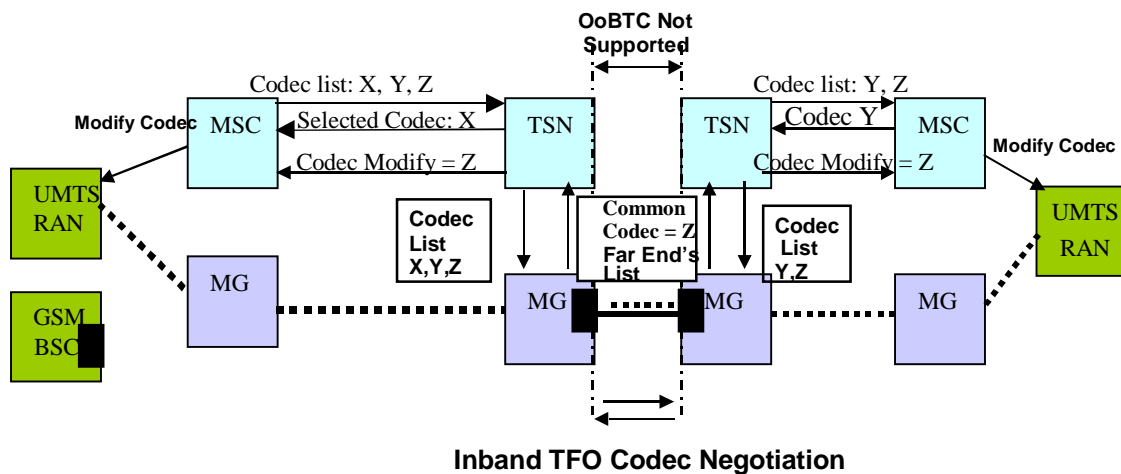 OoBTC Not
Supported
Codec list: X, Y, Z
Codec list: Y, Z
Modify Codec
MSC
Selected Codec: X
TSN
TSN
Codec Y
MSC
Modify Codec
Codec Modify = Z
Codec Modify = Z
UMTS
RAN
Codec
List
X,Y,Z
Common
Codec = Z
Far End's
List
Codec
List
Y,Z
UMTS
RAN
MG
MG
MG
MG
GSM
BSC
Inband TFO Codec Negotiation